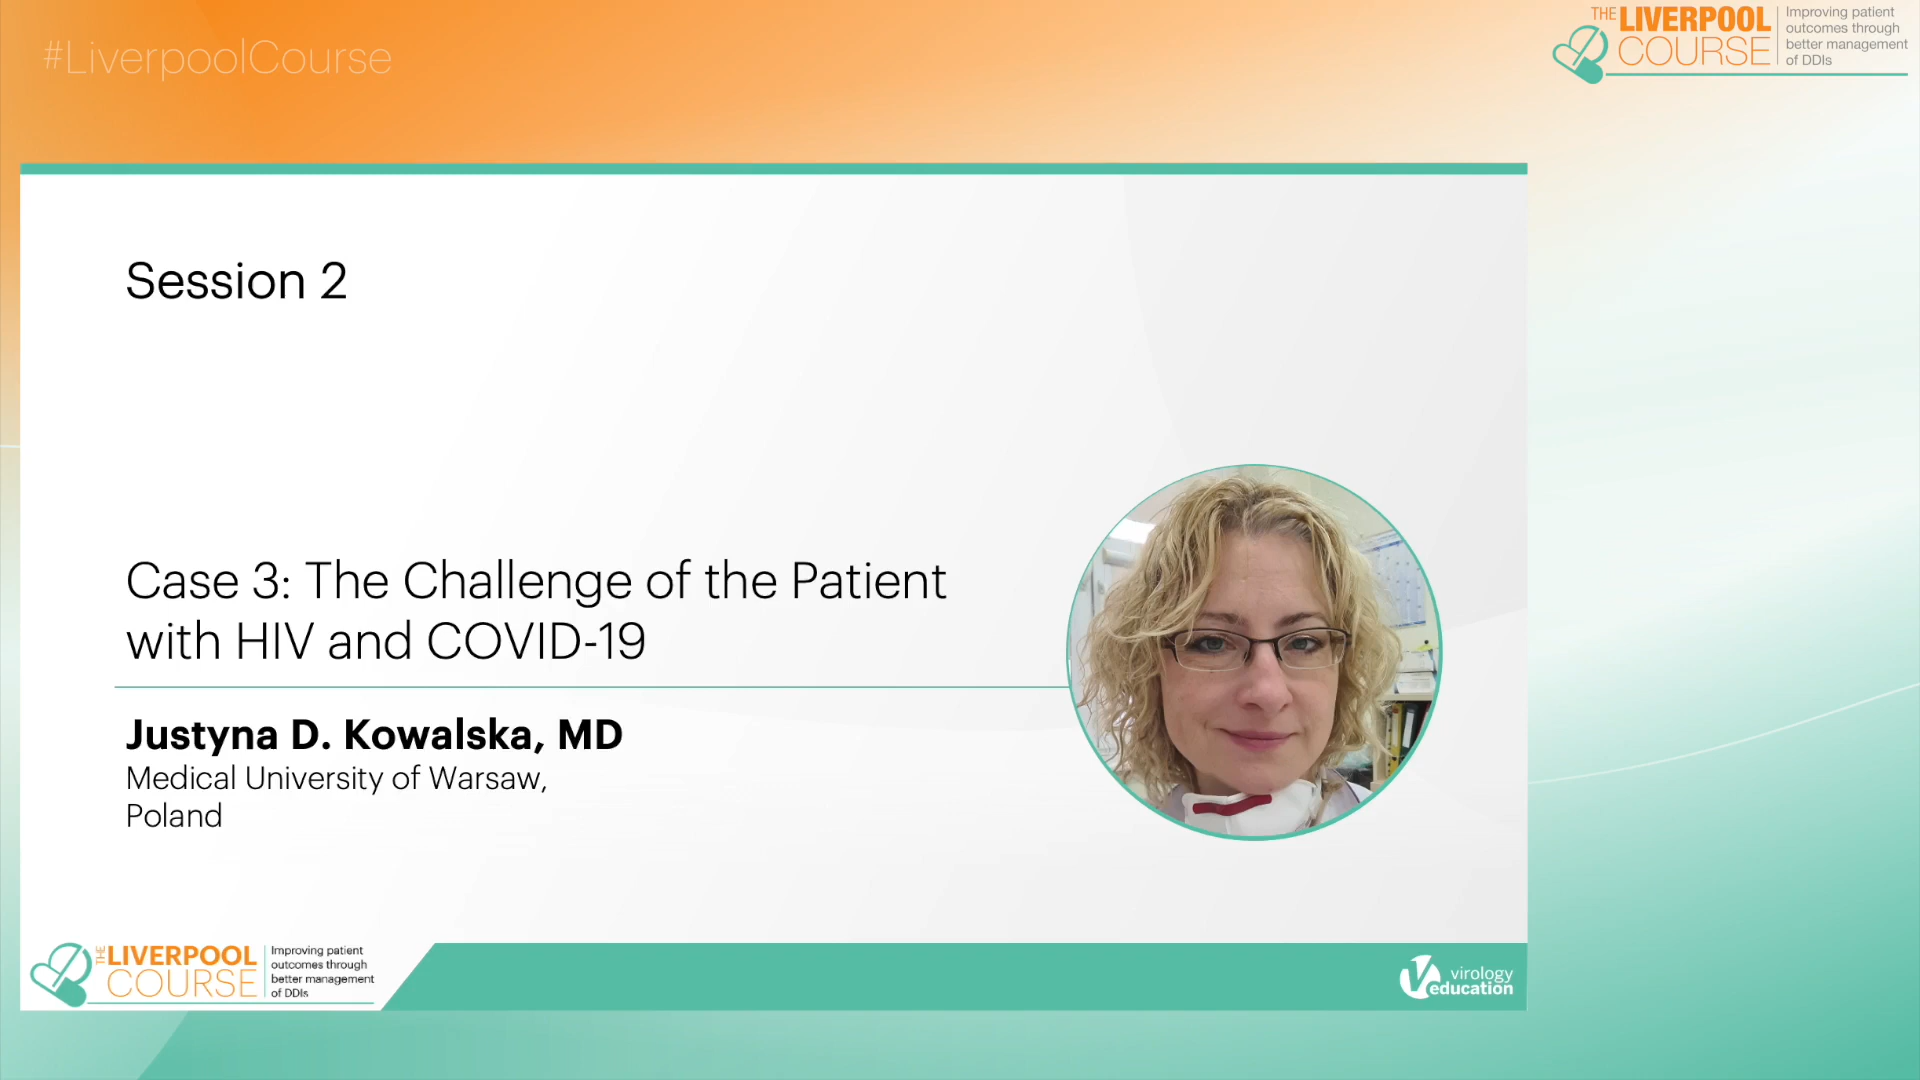 #LiverpoolCourse
THE LIVERPOOL
COURSE
Improving patient
outcomes through
better management
of DDIs
Session 2
Case 3: The Challenge of the Patient
with HIV and COVID-19
Justyna D. Kowalska, MD
Medical University of Warsaw,
Poland
THE LIVERPOOL
COURSE
Improving patient
outcomes through
better management
of DDIs
virology
education